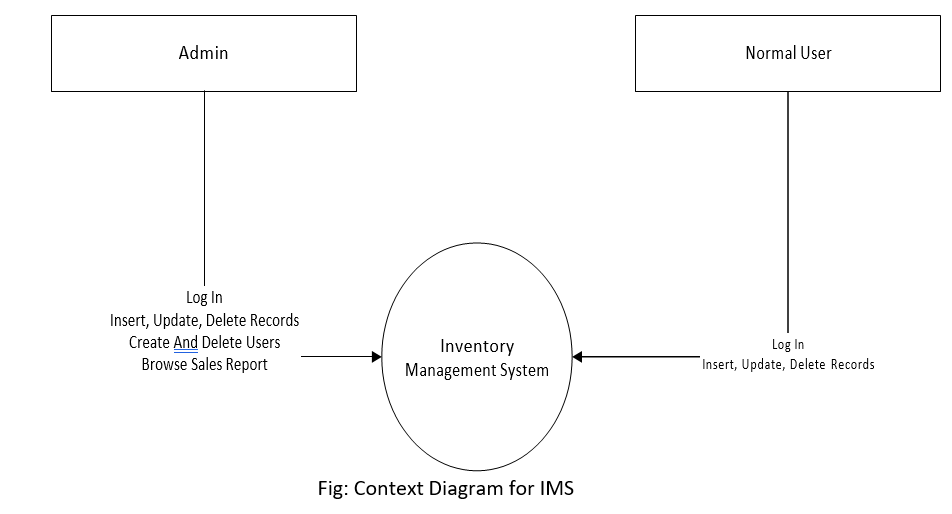 Admin
Normal User
Log In
Insert, Update, Delete Records
Create And Delete Users
Browse Sales Report
Inventory
Management System
Log In
Insert, Update, Delete Records
Fig: Context Diagram for IMS